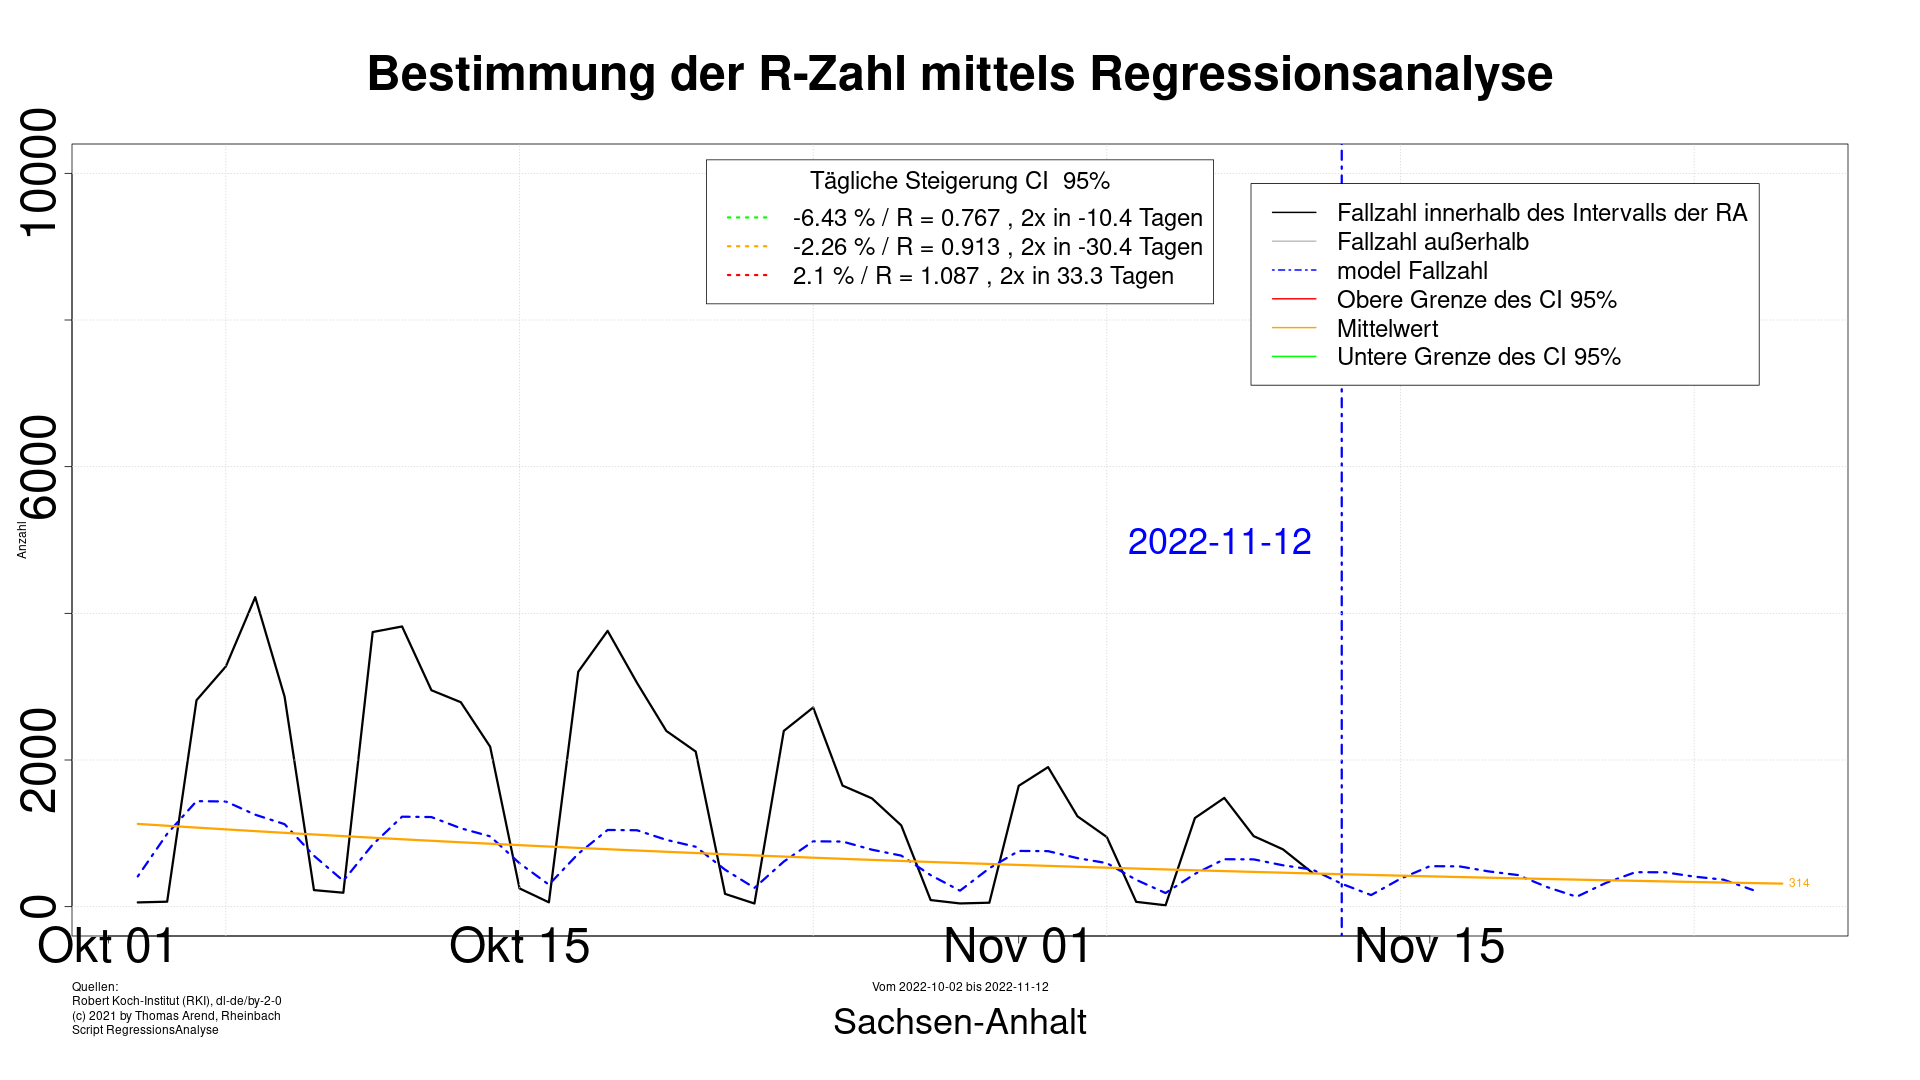 Bestimmung der R-Zahl mittels Regressionsanalyse
10000
6000
2000
0
Anzahl
Tägliche Steigerung CI  95%
-6.43 % / R = 0.767 , 2x in -10.4 Tagen
-2.26 % / R = 0.913 , 2x in -30.4 Tagen
2.1 % / R = 1.087 , 2x in 33.3 Tagen
Fallzahl innerhalb des Intervalls der RA
Fallzahl außerhalb
model Fallzahl
Obere Grenze des CI 95%
Mittelwert
Untere Grenze des CI 95%
2022-11-12
314
Okt 01
Okt 15
Nov 01
Nov 15
Quellen:
Robert Koch-Institut (RKI), dl-de/by-2-0
(c) 2021 by Thomas Arend, Rheinbach
Script RegressionsAnalyse
Vom 2022-10-02 bis 2022-11-12
Sachsen-Anhalt